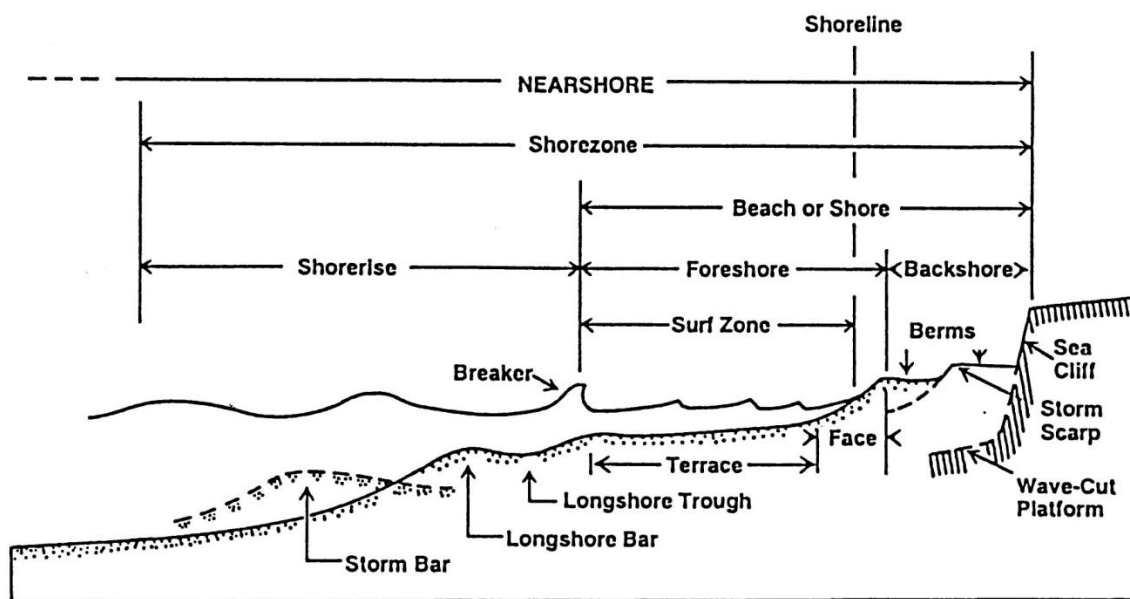 Shoreline
NEARSHORE
Shorezone
Beach or Shore
Shorerise
Foreshore
Backshore
Surf Zone
Berms
Breaker
Sea
Cliff
Storm
Scarp
Face
Terrace
Wave-Cut
Platform
Longshore Trough
Longshore Bar
Storm Bar